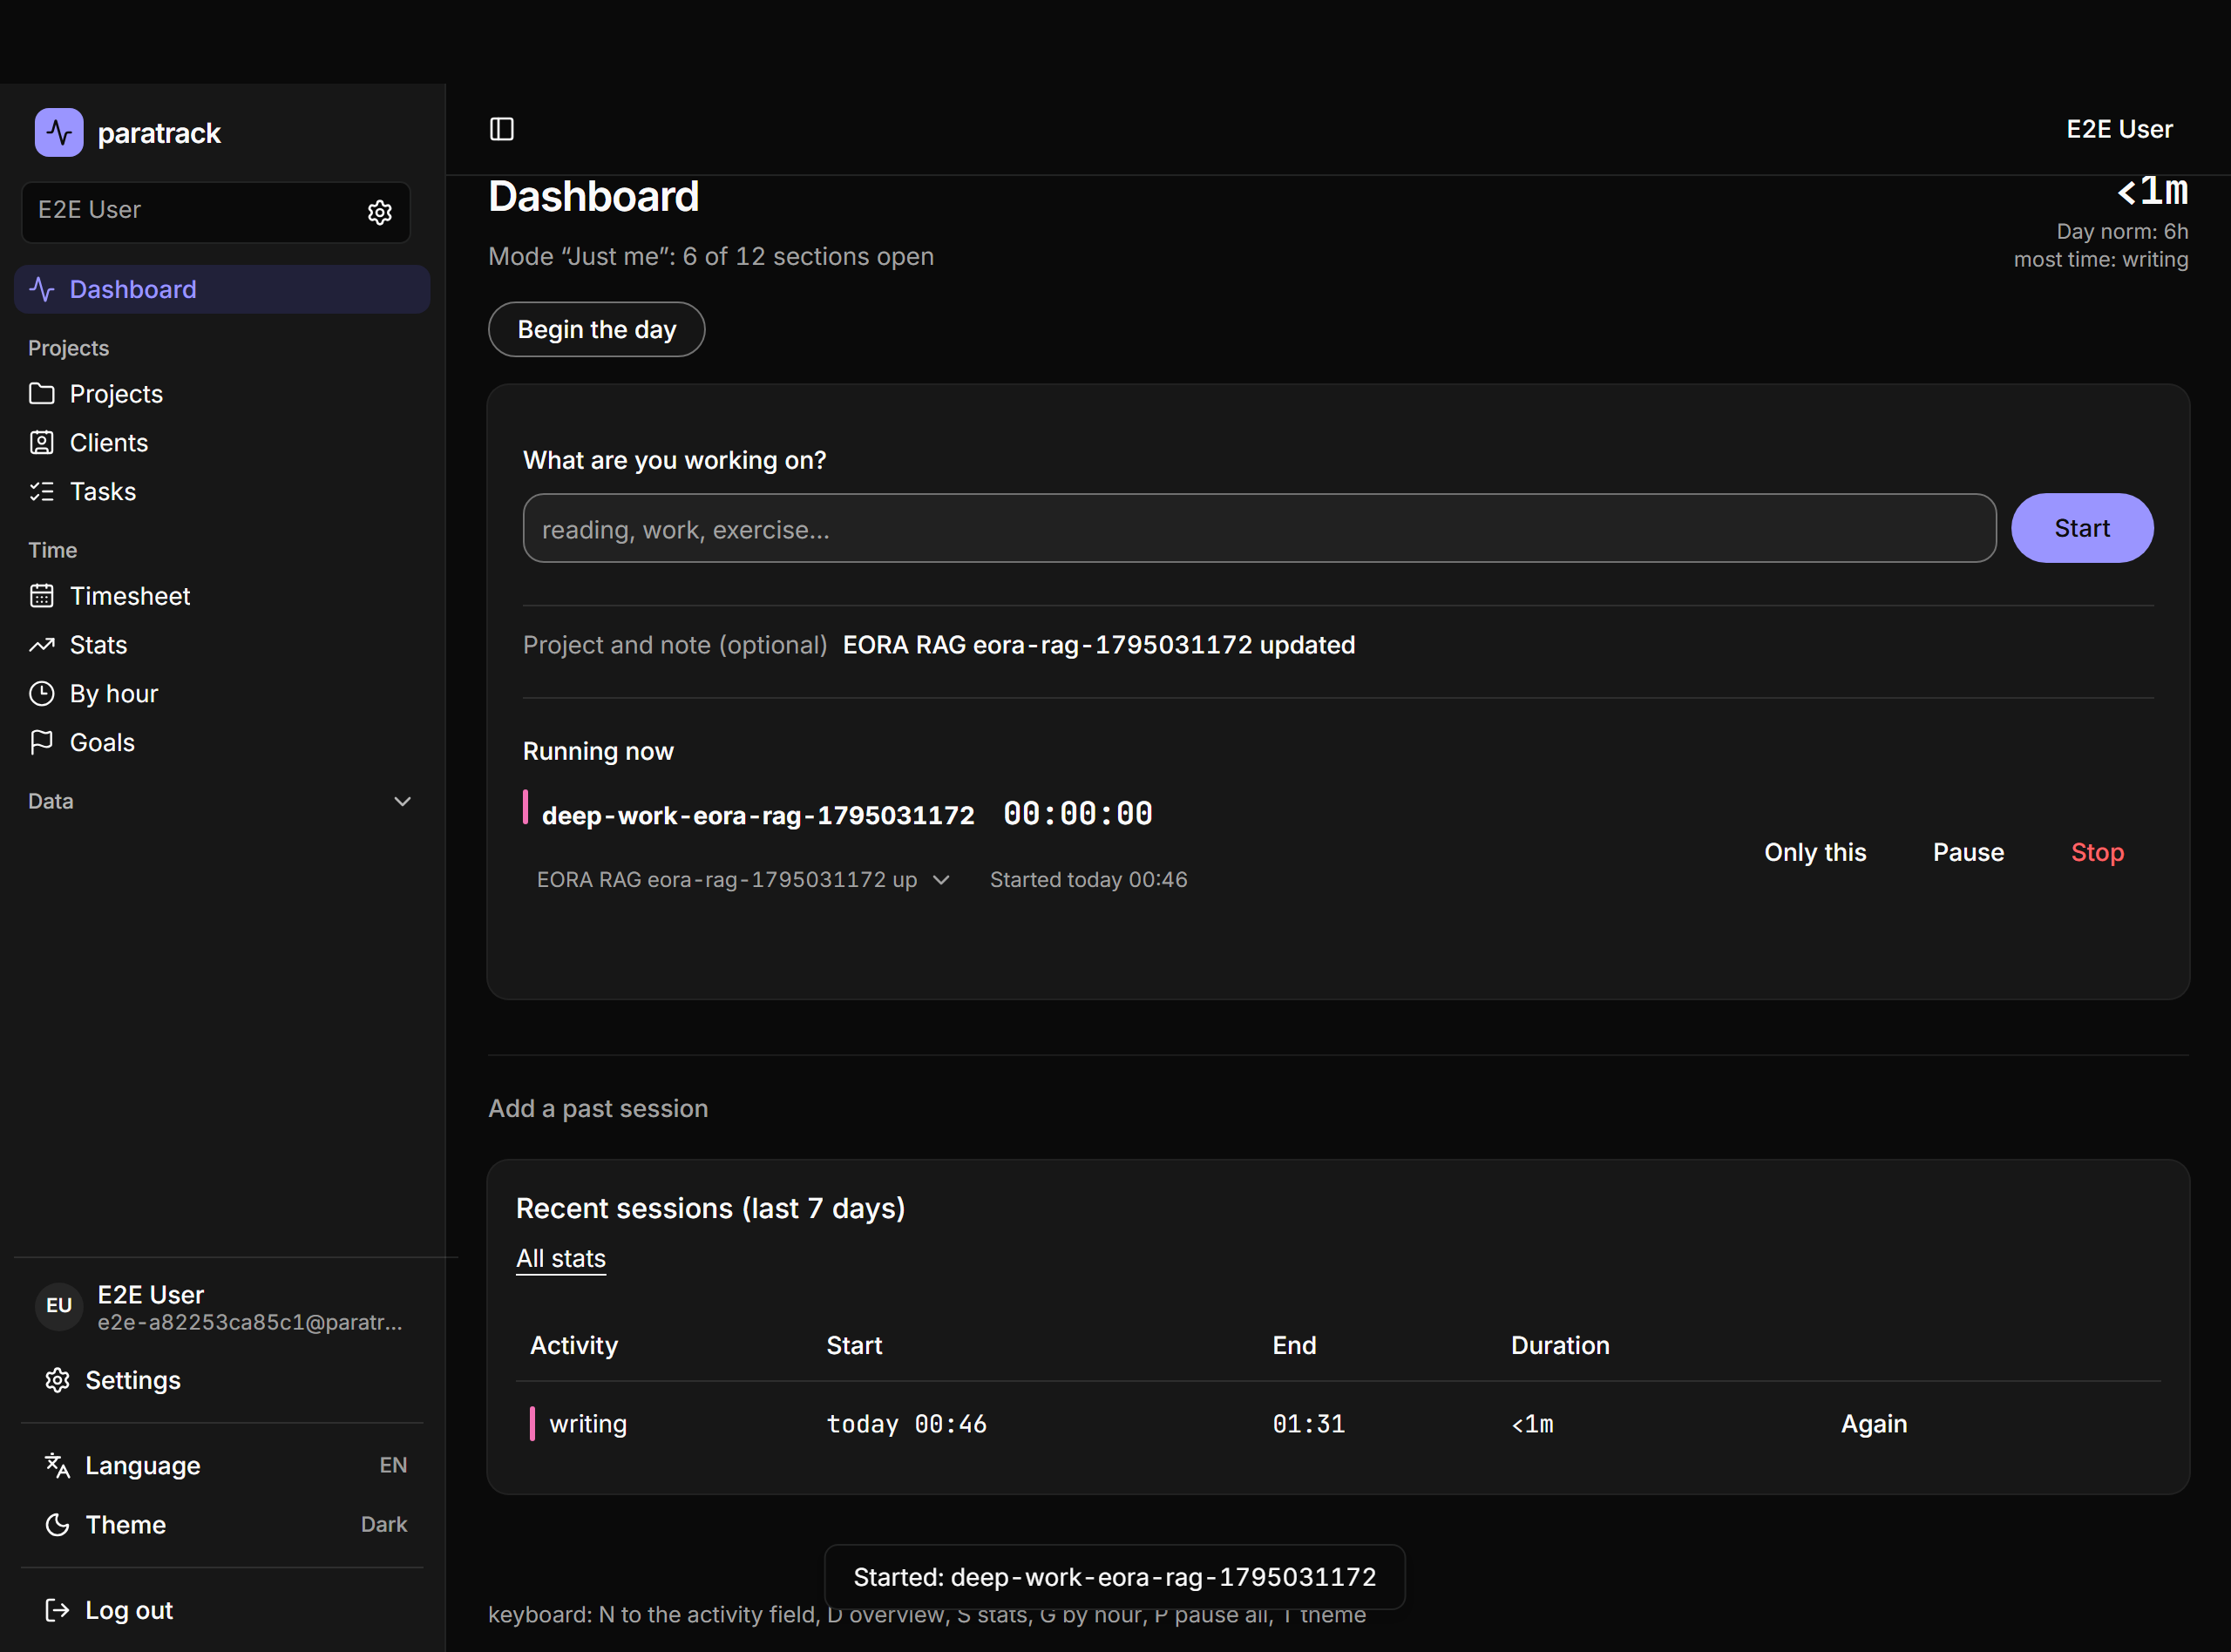 paratrack
E2E User
Dashboard
Projects
Projects
Clients
Tasks
Time
Timesheet
Stats
By hour
Goals
Data
EU
E2E User
e2e-a82253ca85c1@paratr...
Settings
Language EN
Theme Dark
Log out
E2E User
Dashboard
<1m
Day norm: 6h
most time: writing
Mode “Just me”: 6 of 12 sections open
Begin the day
What are you working on?
reading, work, exercise...
Start
Project and note (optional) EORA RAG eora-rag-1795031172 updated
Running now
deep-work-eora-rag-1795031172 00:00:00
EORA RAG eora-rag-1795031172 up Started today 00:46
Only this Pause Stop
Add a past session
Recent sessions (last 7 days)
All stats
Activity Start End Duration
writing today 00:46 01:31 <1m Again
Started: deep-work-eora-rag-1795031172
keyboard: N to the activity field, D overview, S stats, G by hour, P pause all, T theme